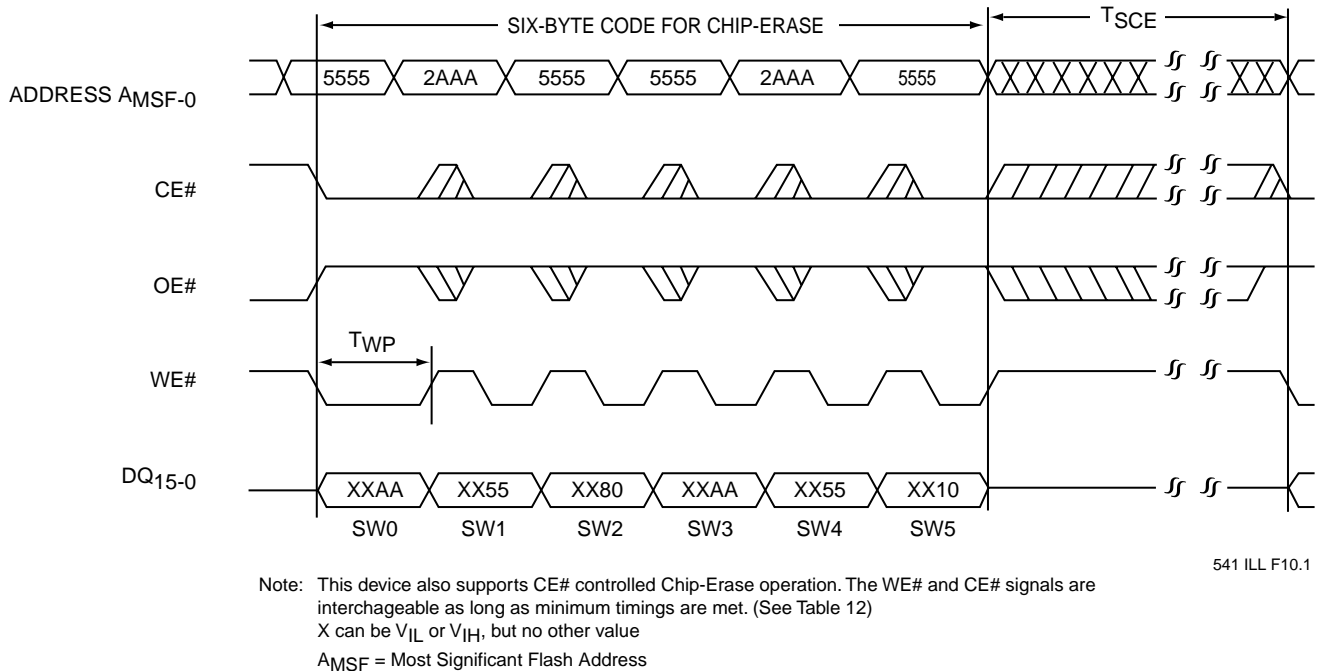 SIX-BYTE CODE FOR CHIP-ERASE
TSCE
ADDRESS AMSF-0
5555 2AAA 5555 5555 2AAA 5555
CE#
OE#
TWP
WE#
DQ15-0
XXAA XX55 XX80 XXAA XX55 XX10
SW0 SW1 SW2 SW3 SW4 SW5
541 ILL F10.1
Note: This device also supports CE# controlled Chip-Erase operation. The WE# and CE# signals are
interchageable as long as minimum timings are met. (See Table 12)
X can be VIL or VIH, but no other value
AMSF = Most Significant Flash Address